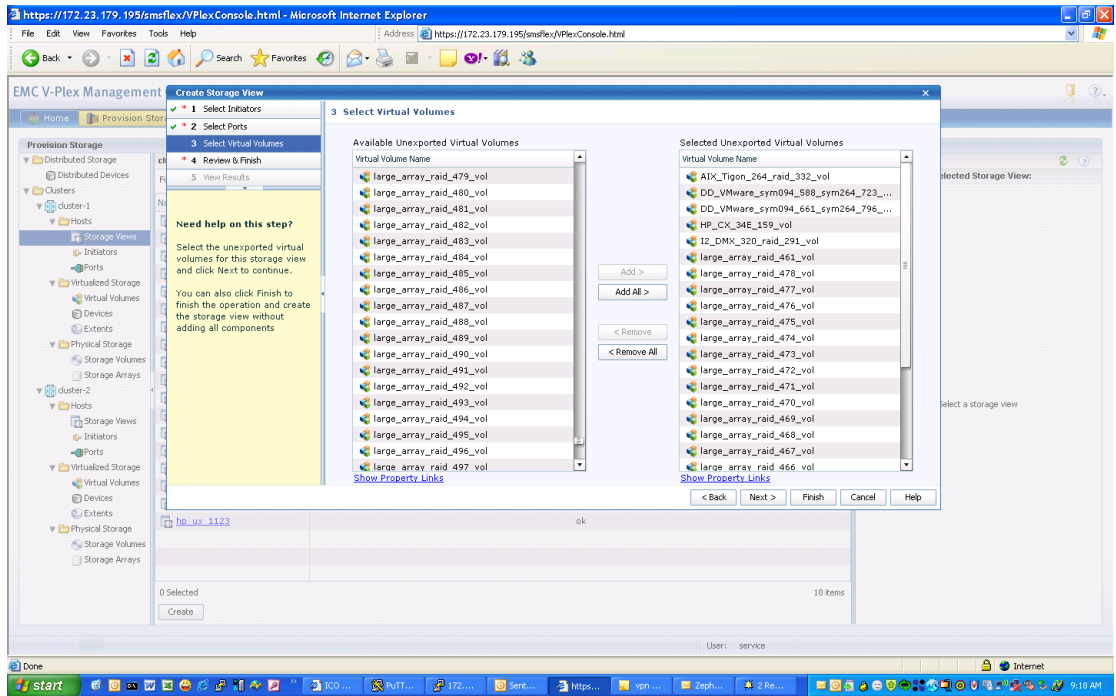 https://172.23.179.195/smsflex/VPlexConsole.html - Microsoft Internet Explorer
File Edit View Favorites Tools Help
Address https://172.23.179.195/smsflex/VPlexConsole.html
Back Search Favorites
EMC V-Plex Management
Home Provision Stora
Provision Storage
Distributed Storage
Distributed Devices
Clusters
cluster-1
Hosts
Storage Views
Initiators
Ports
Virtualized Storage
Virtual Volumes
Devices
Extents
Physical Storage
Storage Volumes
Storage Arrays
cluster-2
Hosts
Storage Views
Initiators
Ports
Virtualized Storage
Virtual Volumes
Devices
Extents
Physical Storage
Storage Volumes
Storage Arrays
Create Storage View
* 1 Select Initiators
* 2 Select Ports
3 Select Virtual Volumes
* 4 Review & Finish
5 View Results
Need help on this step?
Select the unexported virtual
volumes for this storage view
and click Next to continue.
You can also click Finish to
finish the operation and create
the storage view without
adding all components
3 Select Virtual Volumes
Available Unexported Virtual Volumes
Virtual Volume Name
large_array_raid_479_vol
large_array_raid_480_vol
large_array_raid_481_vol
large_array_raid_482_vol
large_array_raid_483_vol
large_array_raid_484_vol
large_array_raid_485_vol
large_array_raid_486_vol
large_array_raid_487_vol
large_array_raid_488_vol
large_array_raid_489_vol
large_array_raid_490_vol
large_array_raid_491_vol
large_array_raid_492_vol
large_array_raid_493_vol
large_array_raid_494_vol
large_array_raid_495_vol
large_array_raid_496_vol
large_array_raid_497_vol
Show Property Links
Add >
Add All >
< Remove
< Remove All
Selected Unexported Virtual Volumes
Virtual Volume Name
AIX_Tigon_264_raid_332_vol
DD_VMware_sym094_588_sym264_723_...
DD_VMware_sym094_661_sym264_796_...
HP_CX_34E_159_vol
I2_DMX_320_raid_291_vol
large_array_raid_461_vol
large_array_raid_478_vol
large_array_raid_477_vol
large_array_raid_476_vol
large_array_raid_475_vol
large_array_raid_474_vol
large_array_raid_473_vol
large_array_raid_472_vol
large_array_raid_471_vol
large_array_raid_470_vol
large_array_raid_469_vol
large_array_raid_468_vol
large_array_raid_467_vol
large_array_raid_466_vol
Show Property Links
< Back Next > Finish Cancel Help
elected Storage View:
Select a storage view
hp_ux_1123 ok
0 Selected 18 items
Create
User: service
Done Internet
start ICO ... PuTT... 172.... Sent... https... vpn ... Zeph... 2 Re... 9:18 AM